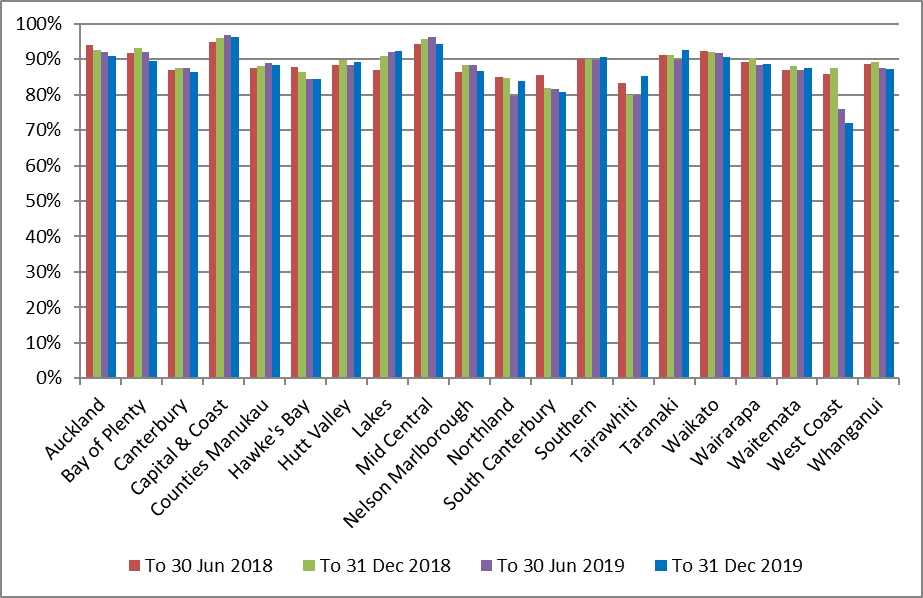 100%
90%
80%
70%
60%
50%
40%
30%
20%
10%
0%
Auckland
Bay of Plenty
Canterbury
Capital & Coast
Counties Manukau
Hawke's Bay
Hutt Valley
Lakes
Mid Central
Nelson Marlborough
Northland
South Canterbury
Southern
Tairawhiti
Taranaki
Waikato
Wairarapa
Waitemata
West Coast
Whanganui
To 30 Jun 2018 To 31 Dec 2018 To 30 Jun 2019 To 31 Dec 2019